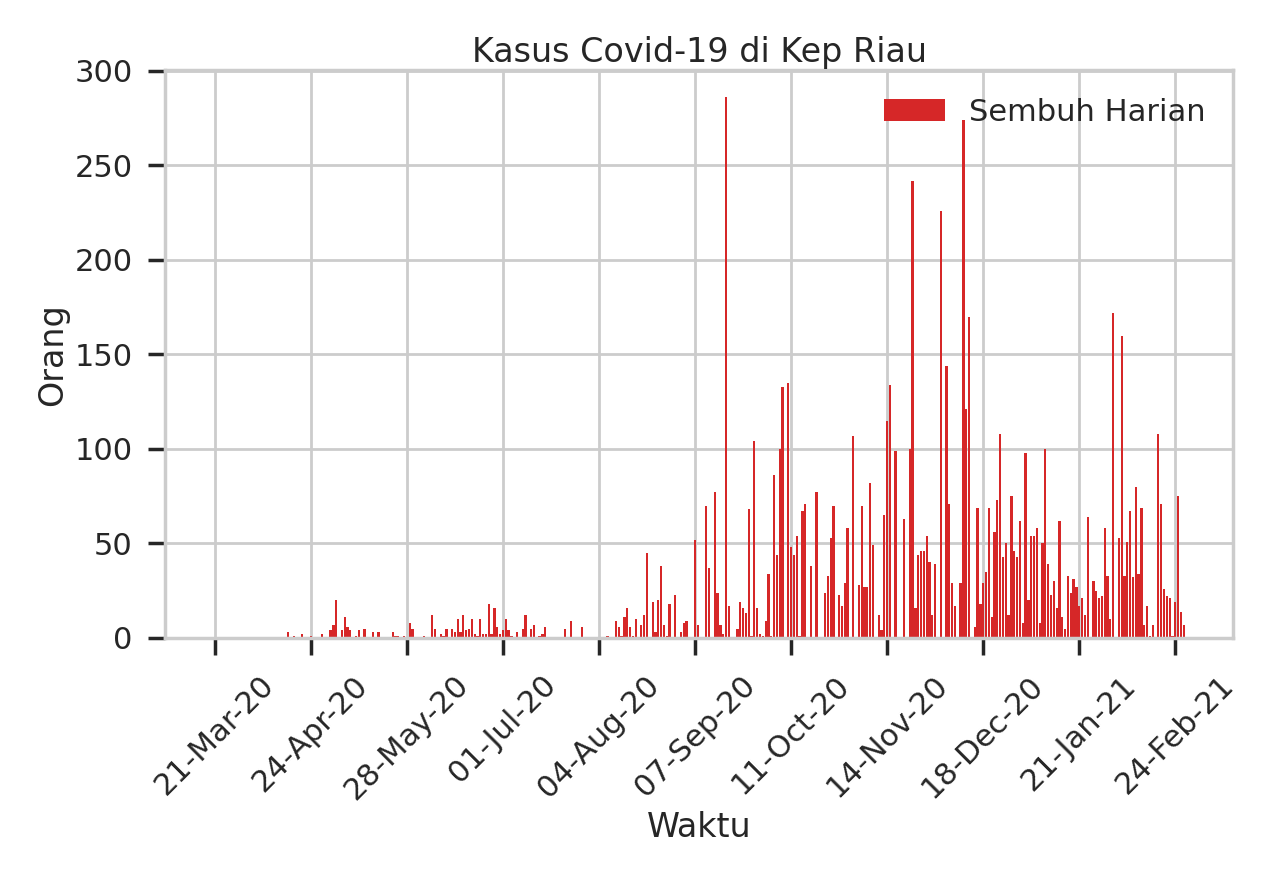 Kasus Covid-19 di Kep Riau
Sembuh Harian
Orang
300
250
200
150
100
50
0
21-Mar-20
24-Apr-20
28-May-20
01-Jul-20
04-Aug-20
07-Sep-20
11-Oct-20
14-Nov-20
18-Dec-20
21-Jan-21
24-Feb-21
Waktu